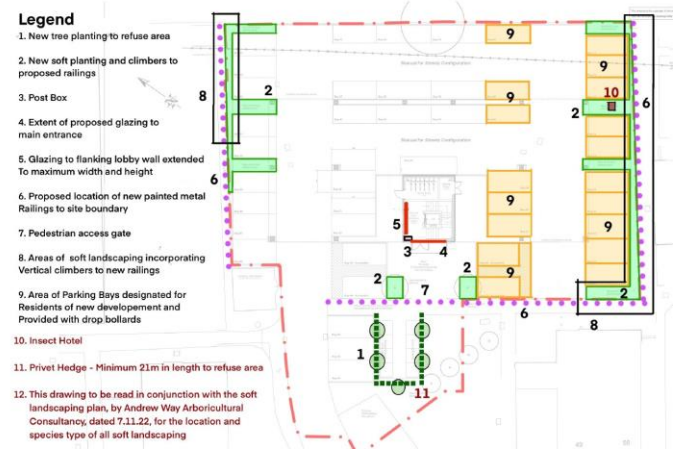 Legend
1. New tree planting to refuse area
2. New soft planting and climbers to
proposed railings
3. Post Box
4. Extent of proposed glazing to
main entrance
5. Glazing to flanking lobby wall extended
To maximum width and height
6. Proposed location of new painted metal
Railings to site boundary
7. Pedestrian access gate
8. Areas of soft landscaping incorporating
Vertical climbers to new railings
9. Area of Parking Bays designated for
Residents of new developement and
Provided with drop bollards
10. Insect Hotel
11. Privet Hedge - Minimum 21m in length to refuse area
12. This drawing to be read in conjunction with the soft
landscaping plan, by Andrew Way Arboricultural
Consultancy, dated 7.11.22, for the location and
species type of all soft landscaping
9
9
10
8
2
9
2
6
6
5
9
9
3
4
2
2
9
7
2
6
8
1
11